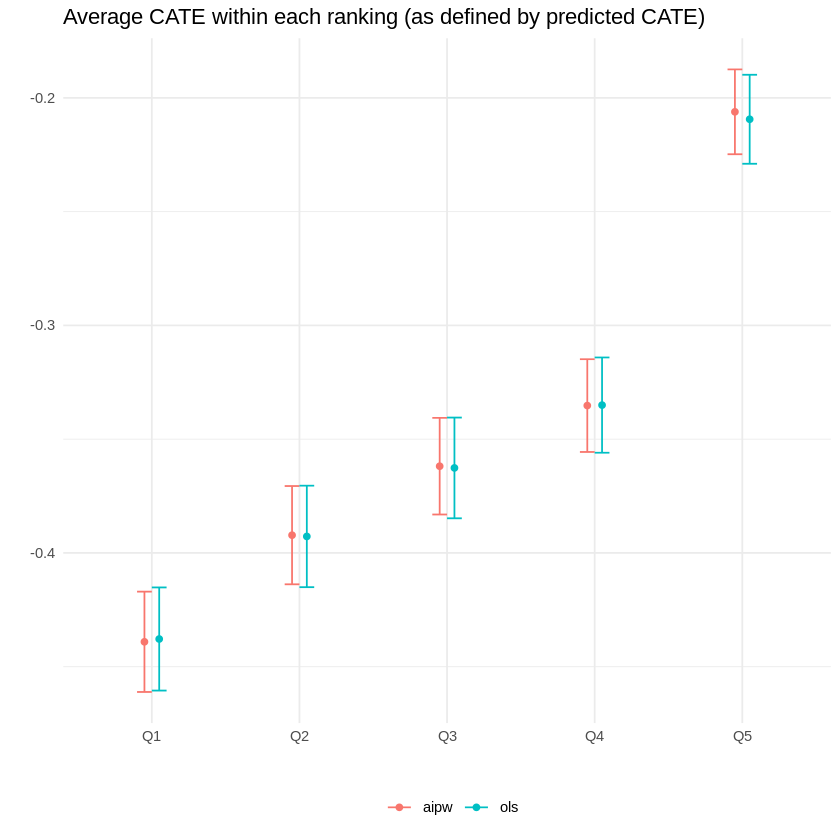 Average CATE within each ranking (as defined by predicted CATE)
-0.2
-0.3
-0.4
Q1 Q2 Q3 Q4 Q5
aipw ols